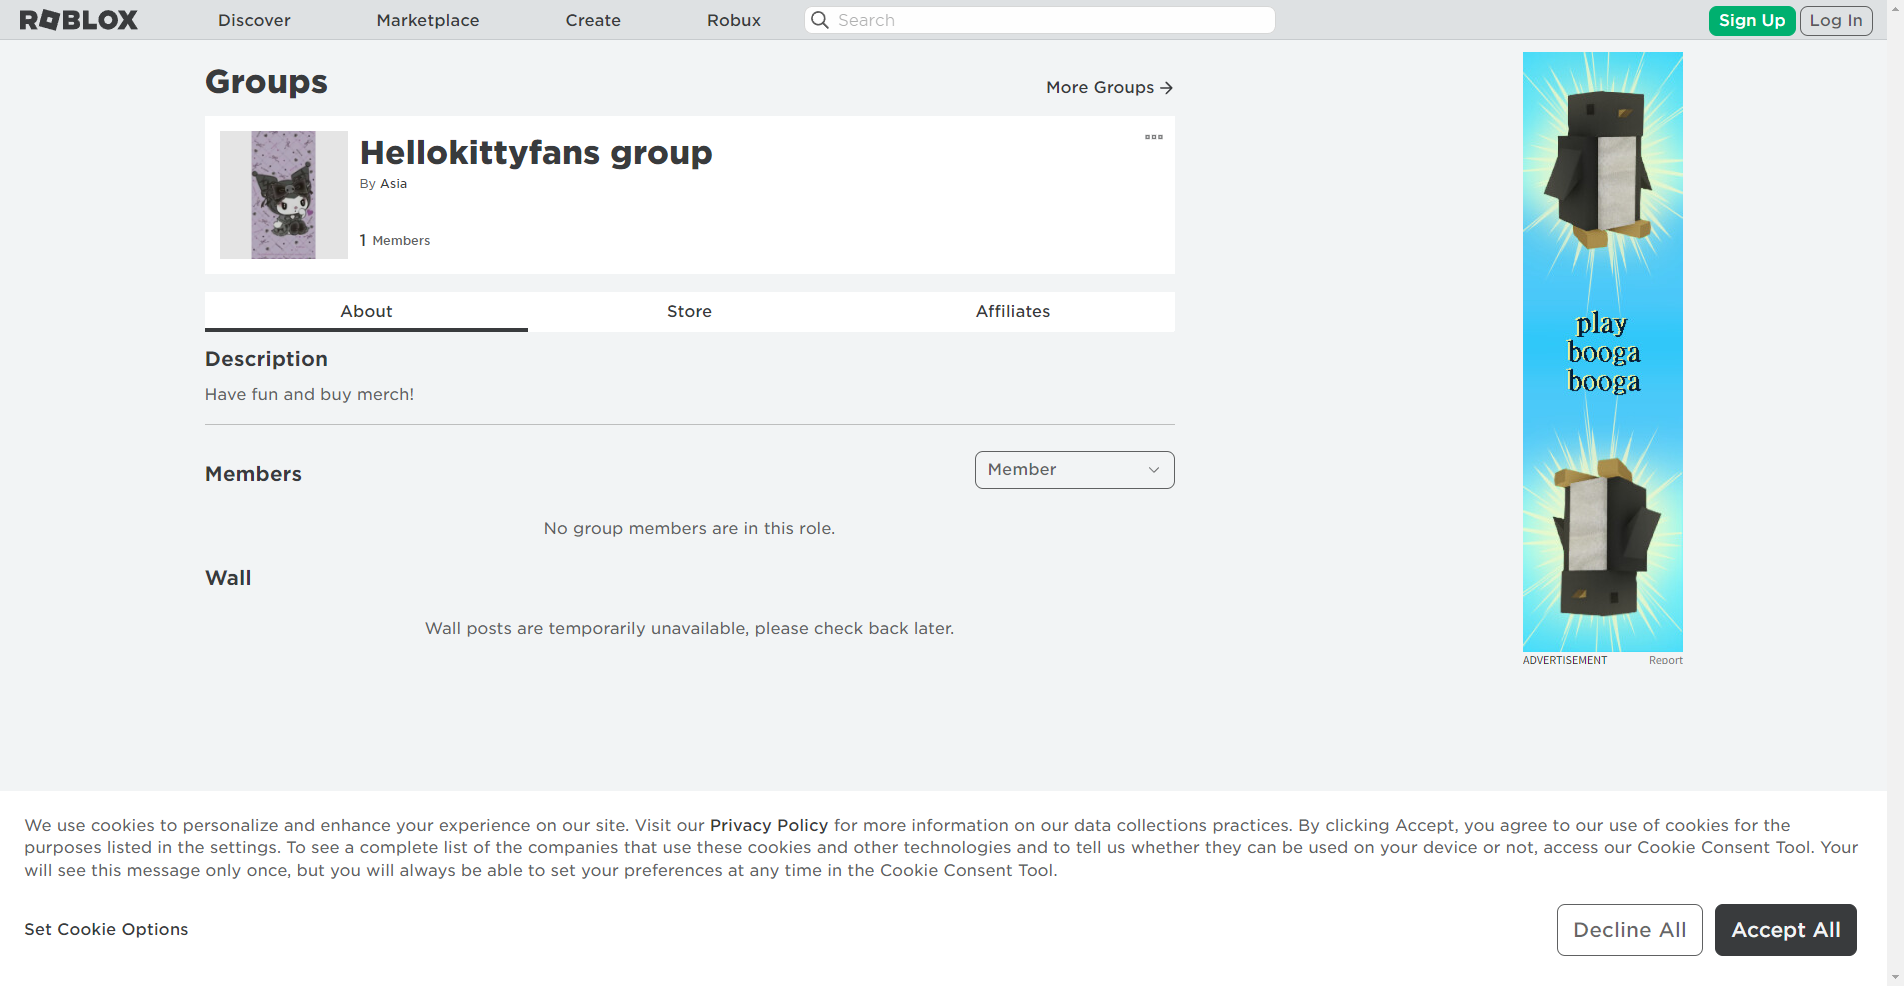 ROBLOX
Discover
Marketplace
Create
Robux
Search
Sign Up
Log In
Groups
More Groups
Hellokittyfans group
By Asia
1 Members
About
Store
Affiliates
Description
Have fun and buy merch!
Members
Member
No group members are in this role.
Wall
Wall posts are temporarily unavailable, please check back later.
play
booga
booga
ADVERTISEMENT
Report
We use cookies to personalize and enhance your experience on our site. Visit our Privacy Policy for more information on our data collections practices. By clicking Accept, you agree to our use of cookies for the
purposes listed in the settings. To see a complete list of the companies that use these cookies and other technologies and to tell us whether they can be used on your device or not, access our Cookie Consent Tool. Your
will see this message only once, but you will always be able to set your preferences at any time in the Cookie Consent Tool.
Set Cookie Options
Decline All
Accept All